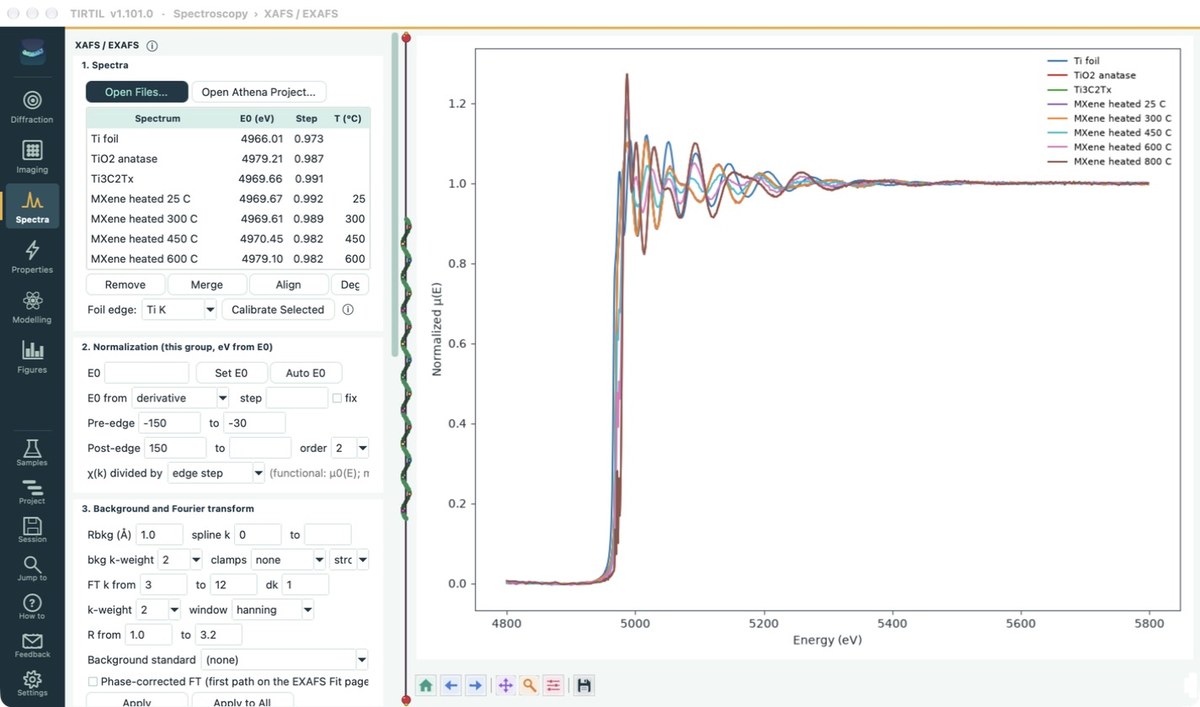 TIRTIL v1.101.0 - Spectroscopy › XAFS / EXAFS
Diffraction
Imaging
Spectra
Properties
Modelling
Figures
Samples
Project
Session
Jump to
How to
Feedback
Settings
XAFS / EXAFS
1. Spectra
Open Files... Open Athena Project...
Spectrum E0 (eV) Step T (°C)
Ti foil 4966.01 0.973
TiO2 anatase 4979.21 0.987
Ti3C2Tx 4969.66 0.991
MXene heated 25 C 4969.67 0.992 25
MXene heated 300 C 4969.61 0.989 300
MXene heated 450 C 4970.45 0.982 450
MXene heated 600 C 4979.10 0.982 600
Remove Merge Align Deg
Foil edge: Ti K Calibrate Selected
2. Normalization (this group, eV from E0)
E0 Set E0 Auto E0
E0 from derivative step fix
Pre-edge -150 to -30
Post-edge 150 to order 2
χ(k) divided by edge step (functional: μ0(E); m
3. Background and Fourier transform
Rbkg (Å) 1.0 spline k 0 to
bkg k-weight 2 clamps none strc
FT k from 3 to 12 dk 1
k-weight 2 window hanning
R from 1.0 to 3.2
Background standard (none)
Phase-corrected FT (first path on the EXAFS Fit page
Apply Apply to All
Normalized μ(E)
1.2
1.0
0.8
0.6
0.4
0.2
0.0
4800 5000 5200 5400 5600 5800
Energy (eV)
Ti foil
TiO2 anatase
Ti3C2Tx
MXene heated 25 C
MXene heated 300 C
MXene heated 450 C
MXene heated 600 C
MXene heated 800 C